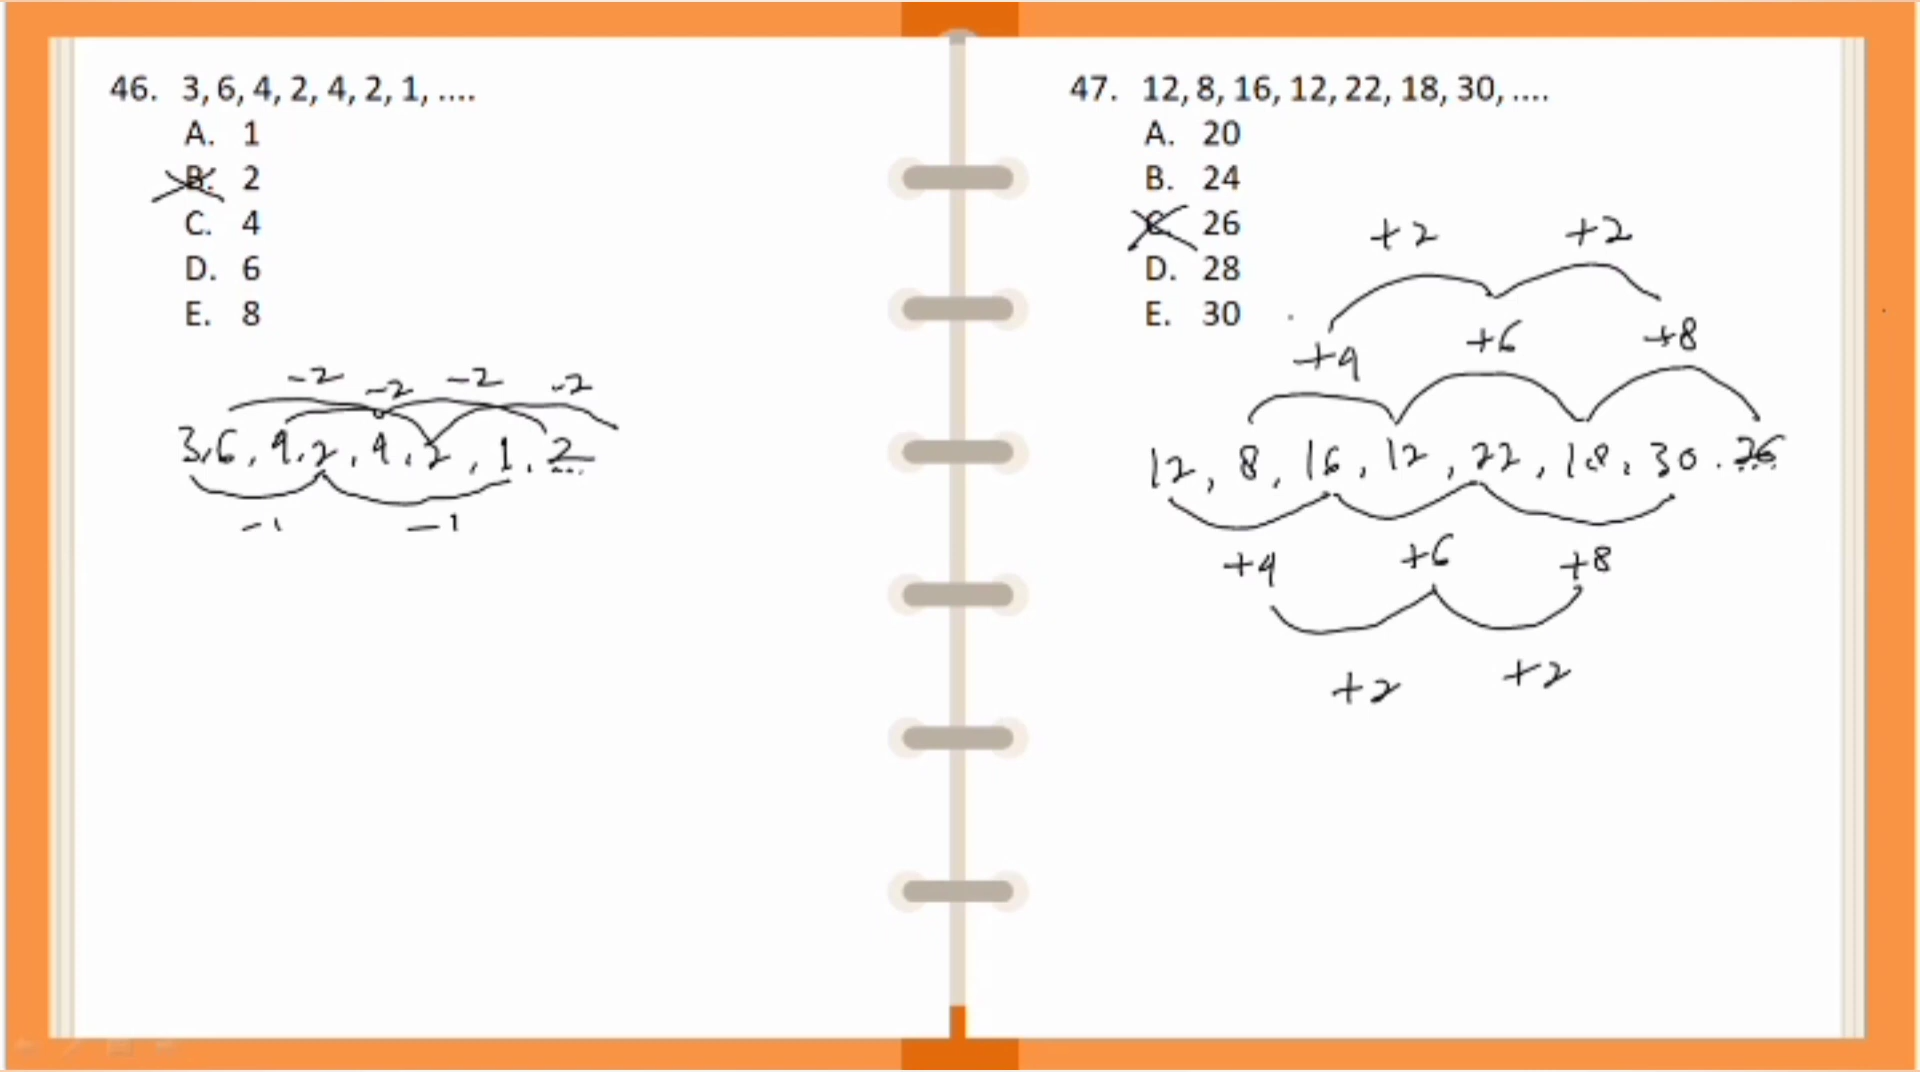 46. 3, 6, 4, 2, 4, 2, 1, ....
A. 1
B. 2
C. 4
D. 6
E. 8
-2 -2 -2 -2
3, 6, 4, 2, 4, 2, 1, 2
-1 -1
47. 12, 8, 16, 12, 22, 18, 30, ....
A. 20
B. 24
C. 26
D. 28
E. 30
+2 +2
+4 +6 +8
12, 8, 16, 12, 22, 18, 30. 26
+4 +6 +8
+2 +2